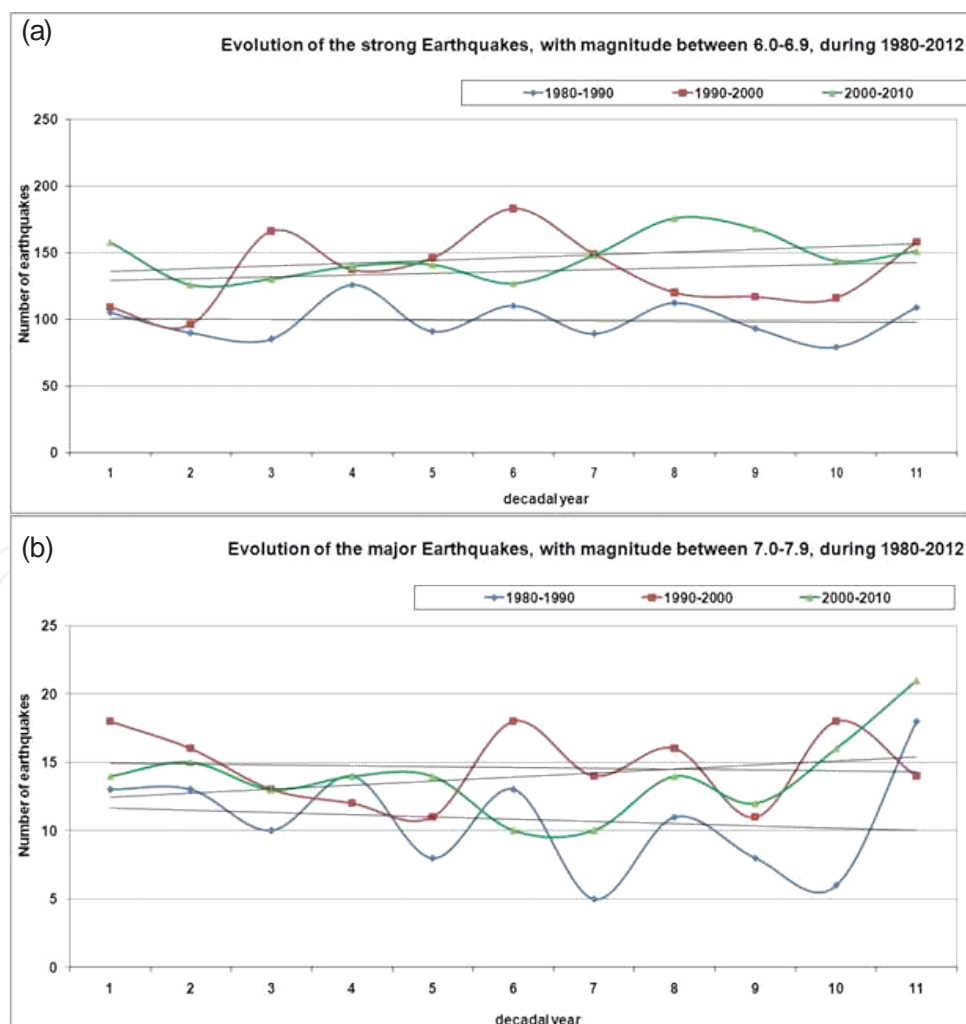 (a)
Evolution of the strong Earthquakes, with magnitude between 6.0-6.9, during 1980-2012
1980-1990 1990-2000 2000-2010
250
200
150
100
50
0
Number of earthquakes
1 2 3 4 5 6 7 8 9 10 11
decadal year
(b)
Evolution of the major Earthquakes, with magnitude between 7.0-7.9, during 1980-2012
1980-1990 1990-2000 2000-2010
25
20
15
10
5
0
Number of earthquakes
1 2 3 4 5 6 7 8 9 10 11
decadal year